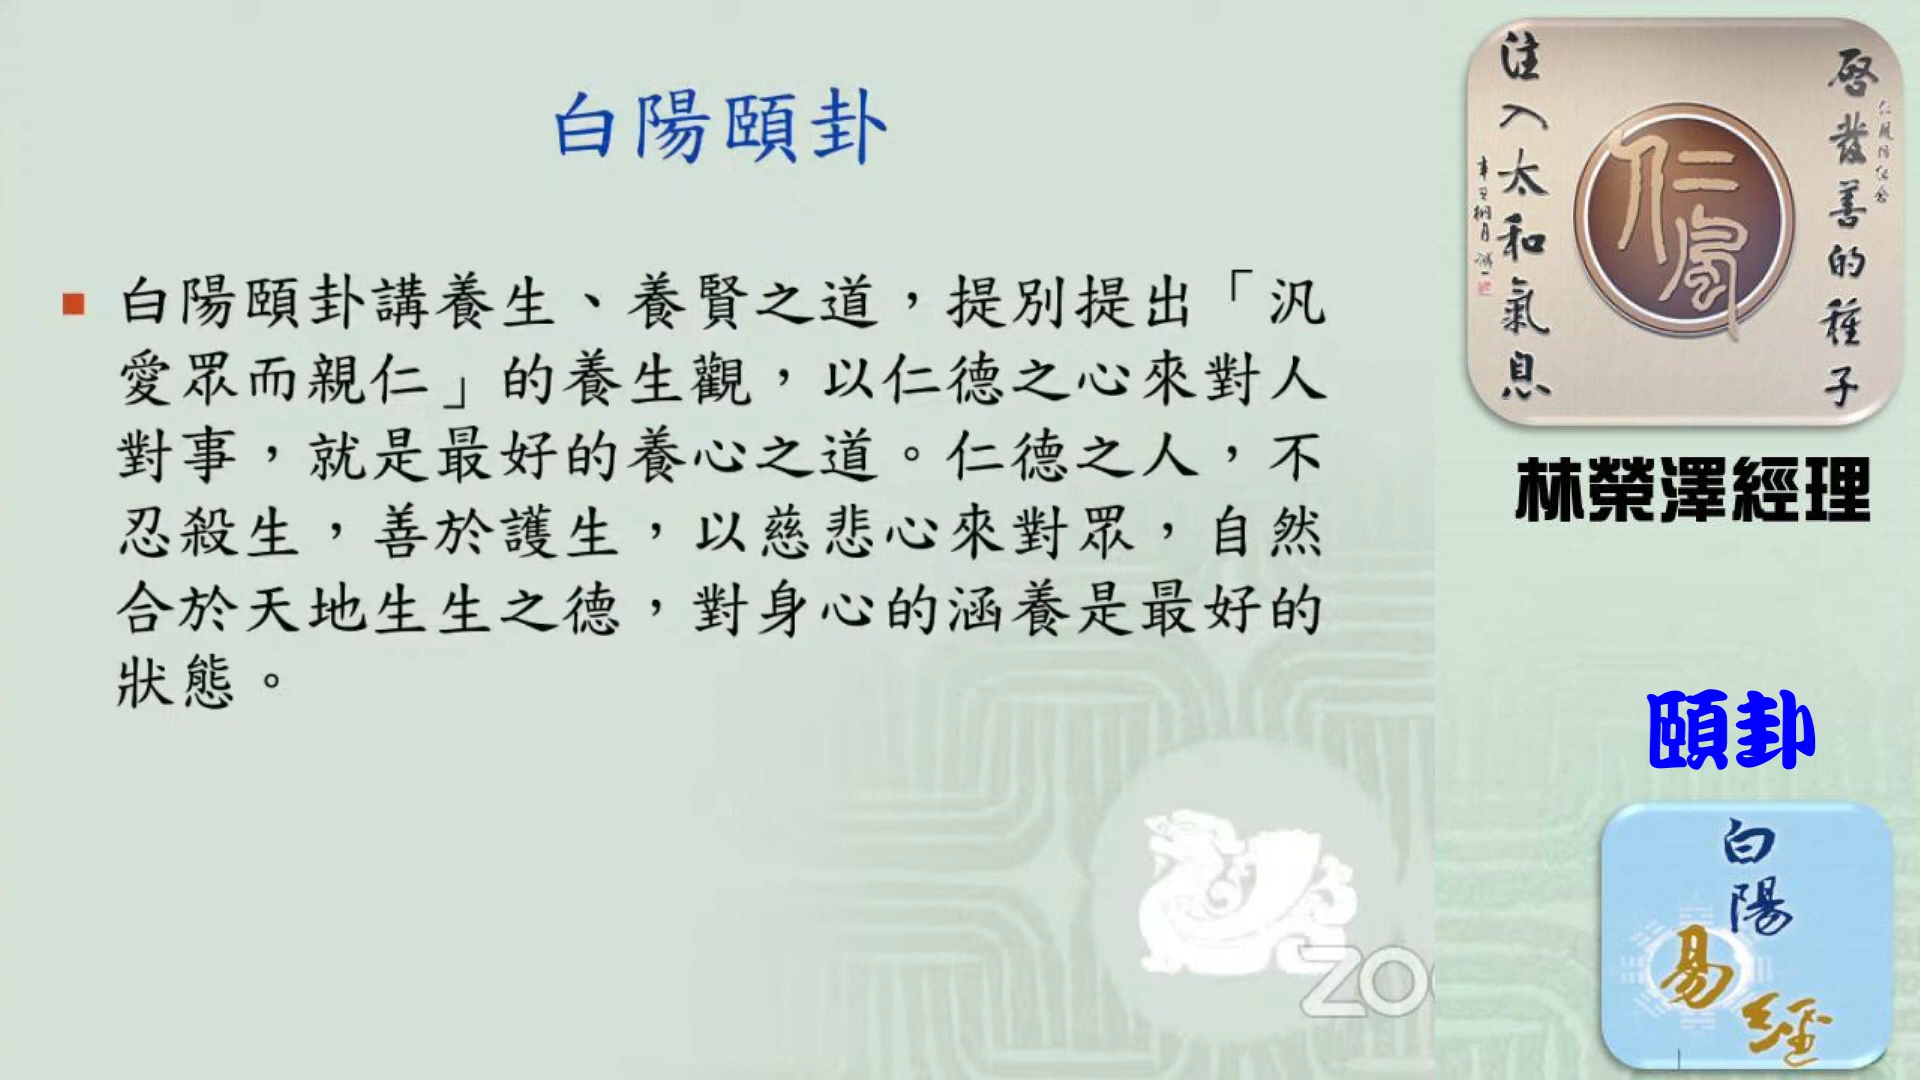 白陽頤卦
白陽頤卦講養生、養賢之道，提別提出「汎
愛眾而親仁」的養生觀，以仁德之心來對人
對事，就是最好的養心之道。仁德之人，不
忍殺生，善於護生，以慈悲心來對眾，自然
合於天地生生之德，對身心的涵養是最好的
狀態。
啓發善的種子
仁風
注入太和氣息
林榮澤經理
頤卦
白陽
易經
ZO